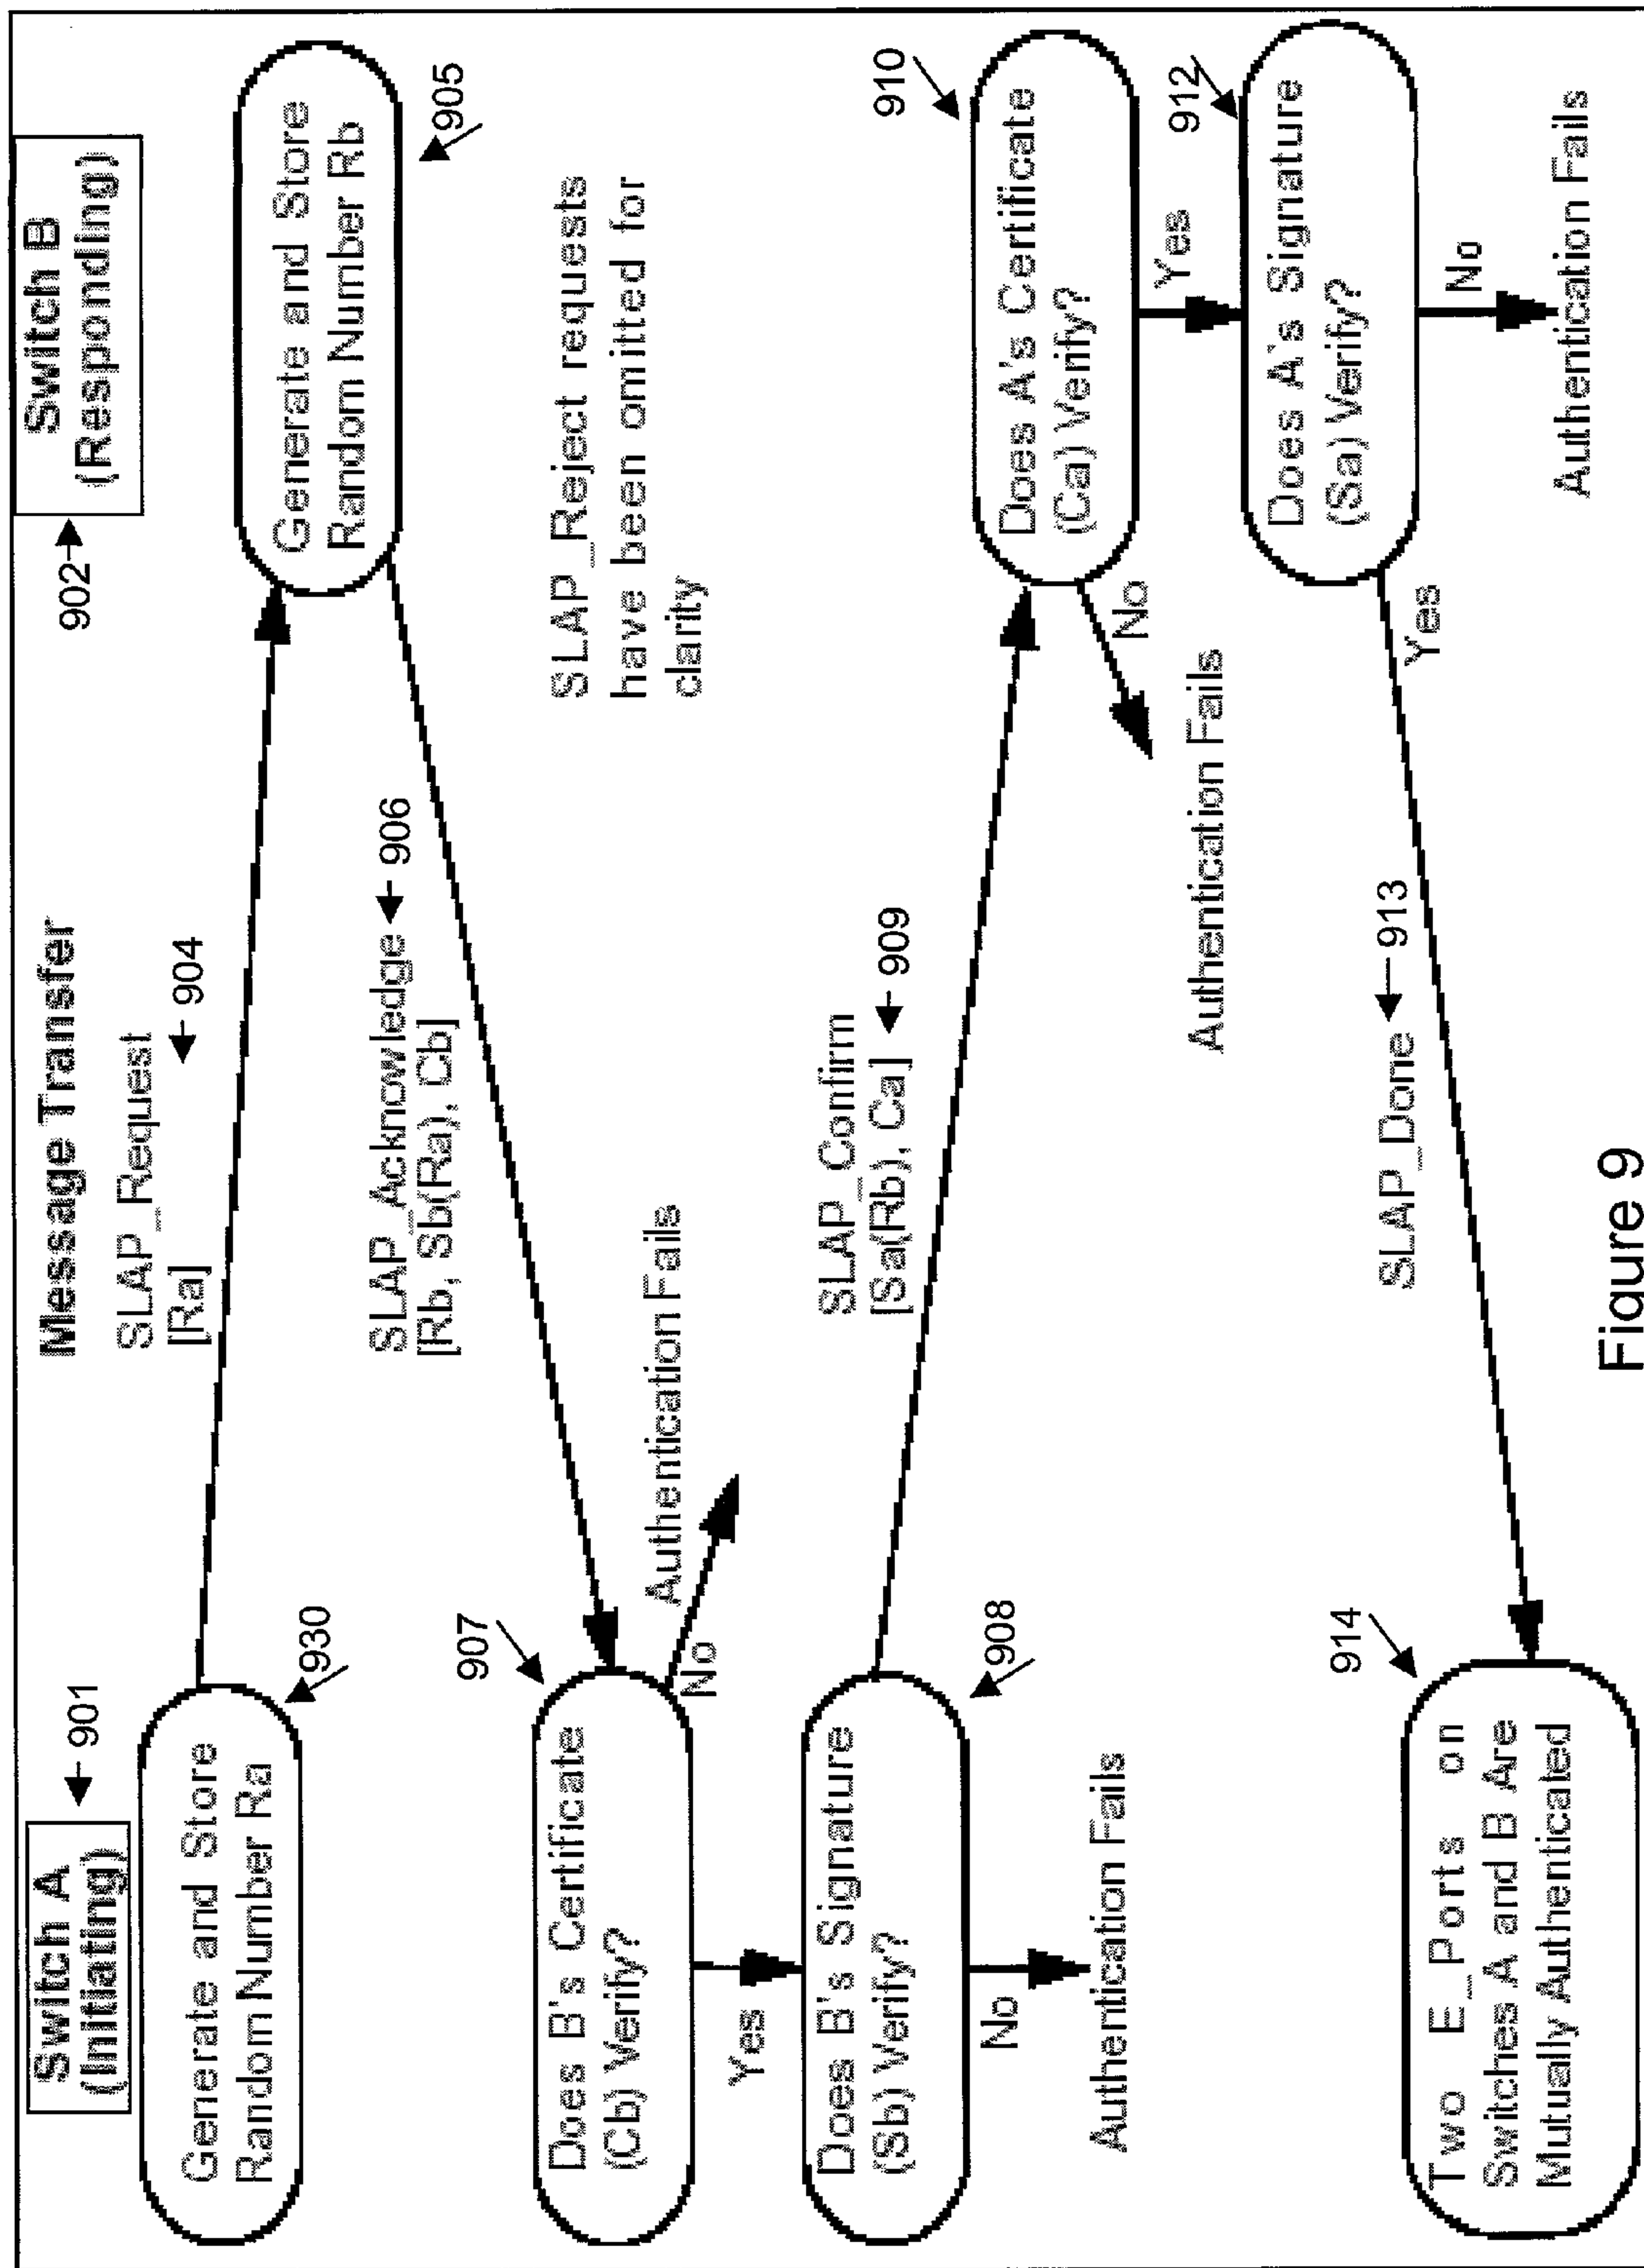 Switch A
(Initiating)
← 901
Message Transfer
902→
Switch B
(Responding)
Generate and Store
Random Number Ra
930
SLAP_Request
[Ra]
← 904
Generate and Store
Random Number Rb
905
SLAP_Acknowledge ← 906
[Rb, Sb(Ra), Cb]
907
Does B's Certificate
(Cb) Verify?
No
Authentication Fails
SLAP_Reject requests
have been omitted for
clarity
Yes
Does B's Signature
(Sb) Verify?
908
No
Authentication Fails
SLAP_Confirm
[Sa(Rb), Ca] ← 909
910
Does A's Certificate
(Ca) Verify?
No
Authentication Fails
Yes
912
Does A's Signature
(Sa) Verify?
Yes
No
Authentication Fails
SLAP_Done ← 913
914
Two E_Ports on
Switches A and B Are
Mutually Authenticated
Figure 9